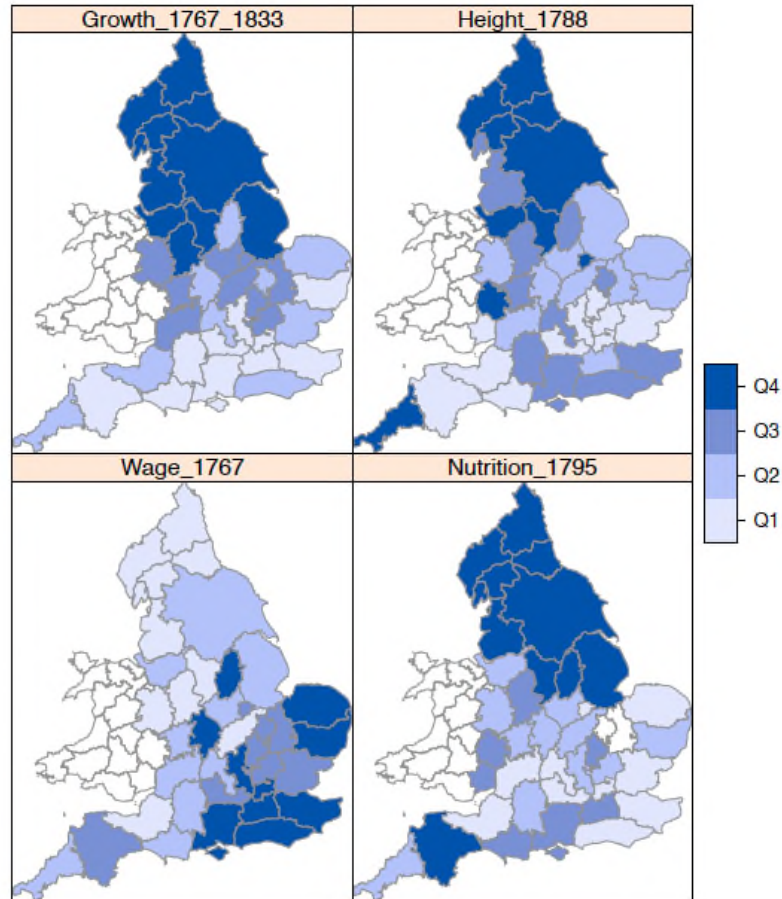 Growth_1767_1833
Height_1788
Q4
Q3
Q2
Q1
Wage_1767
Nutrition_1795